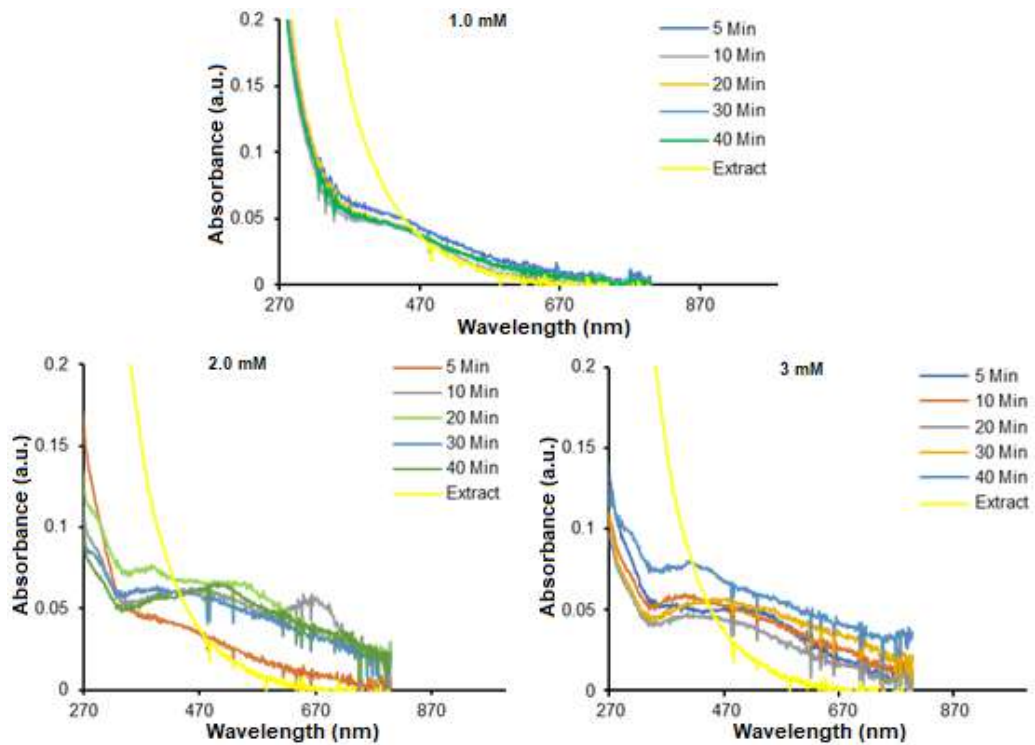 1.0 mM
0.2
0.15
0.1
0.05
0
Absorbance (a.u.)
270
470
670
870
Wavelength (nm)
5 Min
10 Min
20 Min
30 Min
40 Min
Extract
2.0 mM
0.2
0.15
0.1
0.05
0
Absorbance (a.u.)
270
470
670
870
Wavelength (nm)
5 Min
10 Min
20 Min
30 Min
40 Min
Extract
3 mM
0.2
0.15
0.1
0.05
0
Absorbance (a.u.)
270
470
670
870
Wavelength (nm)
5 Min
10 Min
20 Min
30 Min
40 Min
Extract